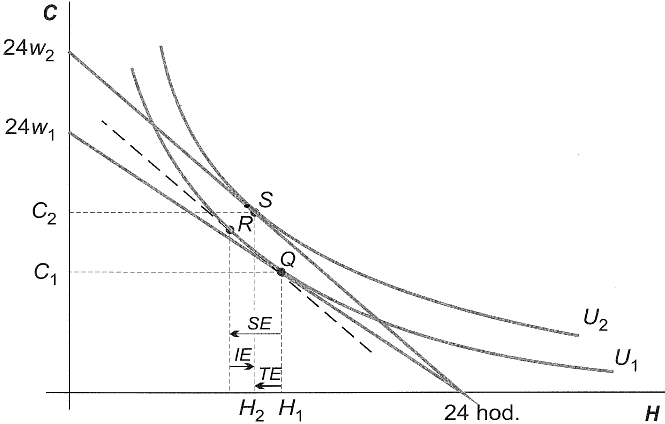 C
24w₂
24w₁
C₂
S
R
Q
C₁
SE
IE
TE
U₂
U₁
H₂ H₁
24 hod.
H